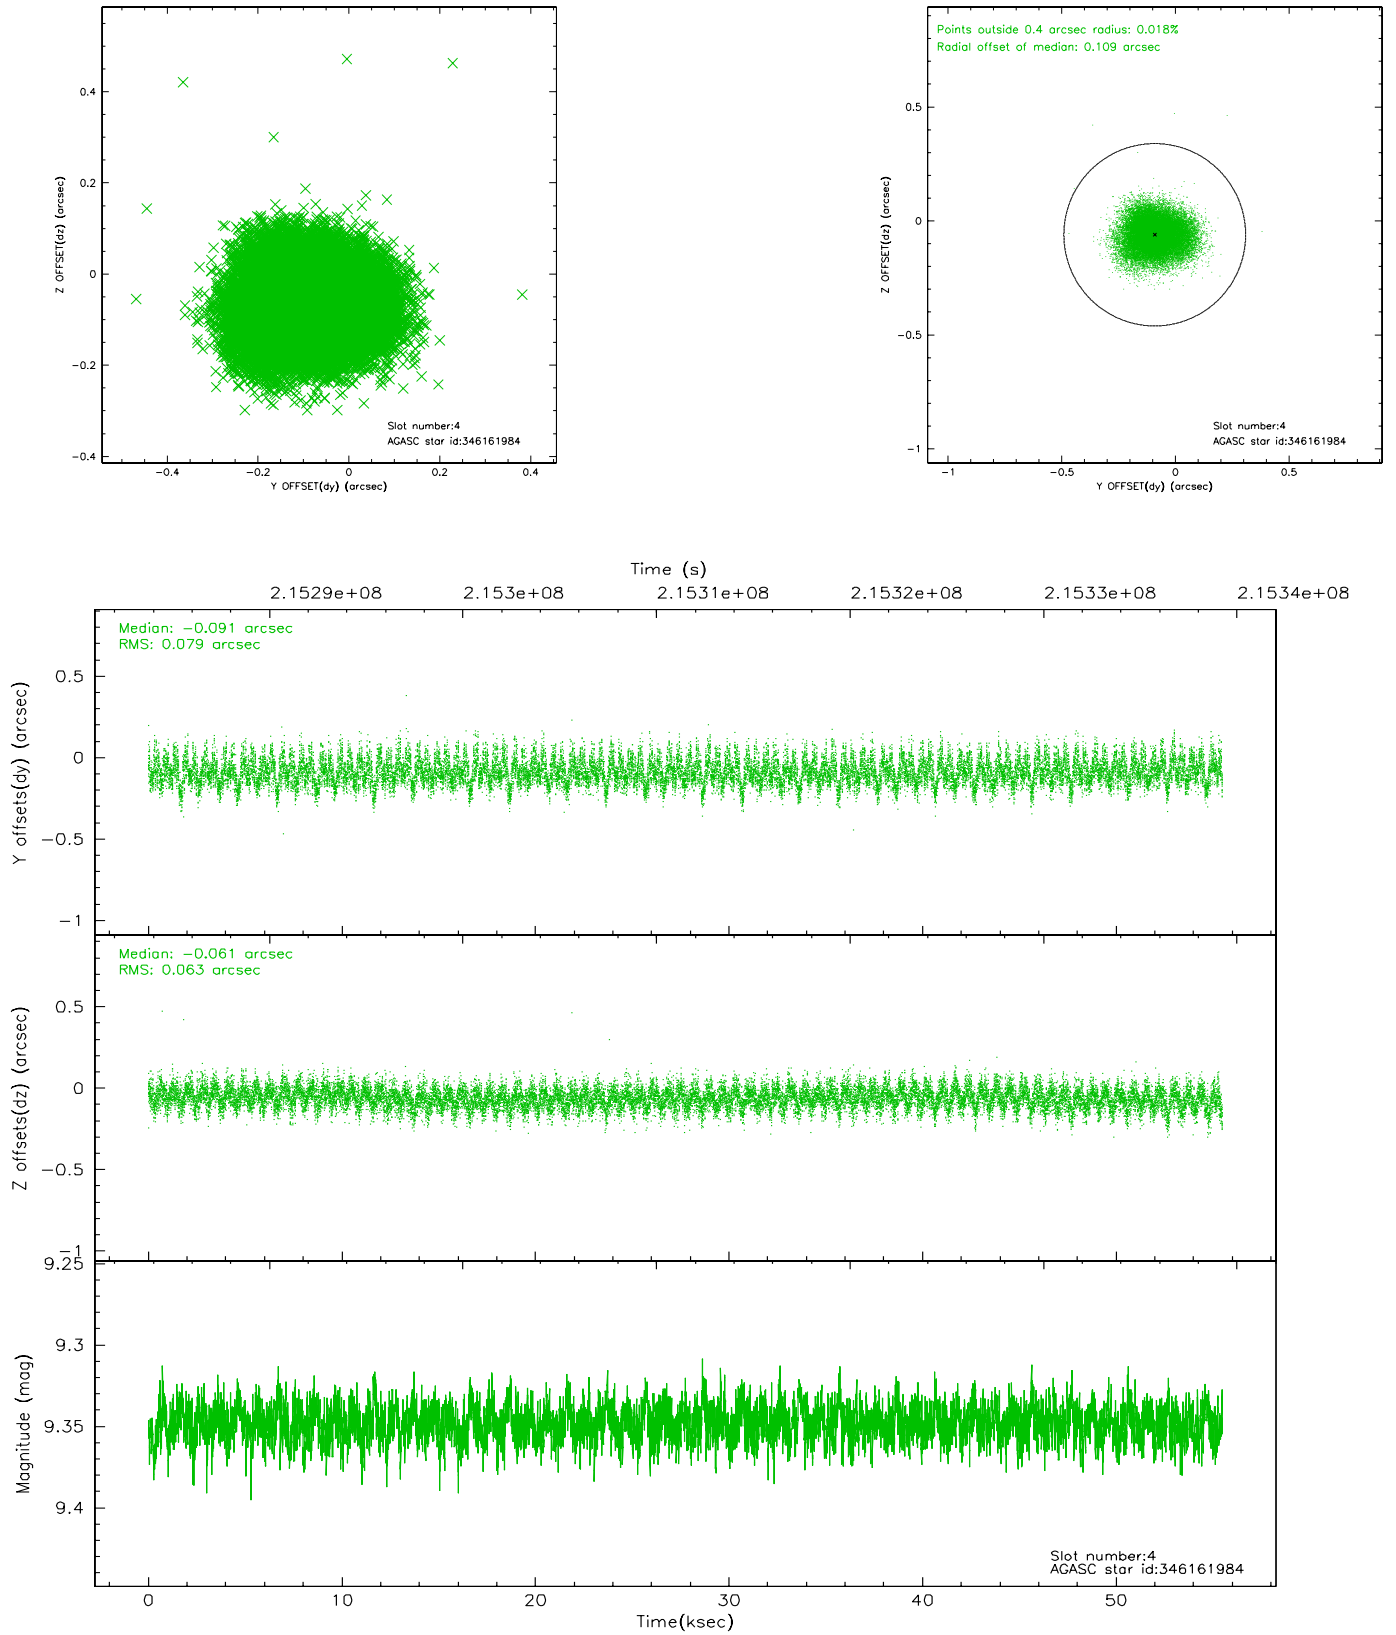 0.4
0.2
0
-0.2
-0.4
Z OFFSET(dz) (arcsec)
-0.4
-0.2
0
0.2
0.4
Y OFFSET(dy) (arcsec)
Slot number:4
AGASC star id:346161984
Points outside 0.4 arcsec radius: 0.018%
Radial offset of median: 0.109 arcsec
0.5
0
-0.5
-1
Z OFFSET(dz) (arcsec)
-1
-0.5
0
0.5
Y OFFSET(dy) (arcsec)
Slot number:4
AGASC star id:346161984
Time (s)
2.1529e+08
2.153e+08
2.1531e+08
2.1532e+08
2.1533e+08
2.1534e+08
Median: -0.091 arcsec
RMS: 0.079 arcsec
0.5
0
-0.5
-1
Y offsets(dy) (arcsec)
Median: -0.061 arcsec
RMS: 0.063 arcsec
0.5
0
-0.5
-1
Z offsets(dz) (arcsec)
9.25
9.3
9.35
9.4
Magnitude (mag)
Slot number:4
AGASC star id:346161984
0
10
20
30
40
50
Time(ksec)